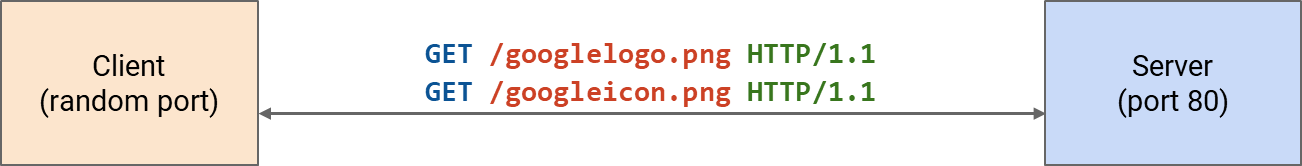 Client
(random port)
GET /googlelogo.png HTTP/1.1
GET /googleicon.png HTTP/1.1
Server
(port 80)